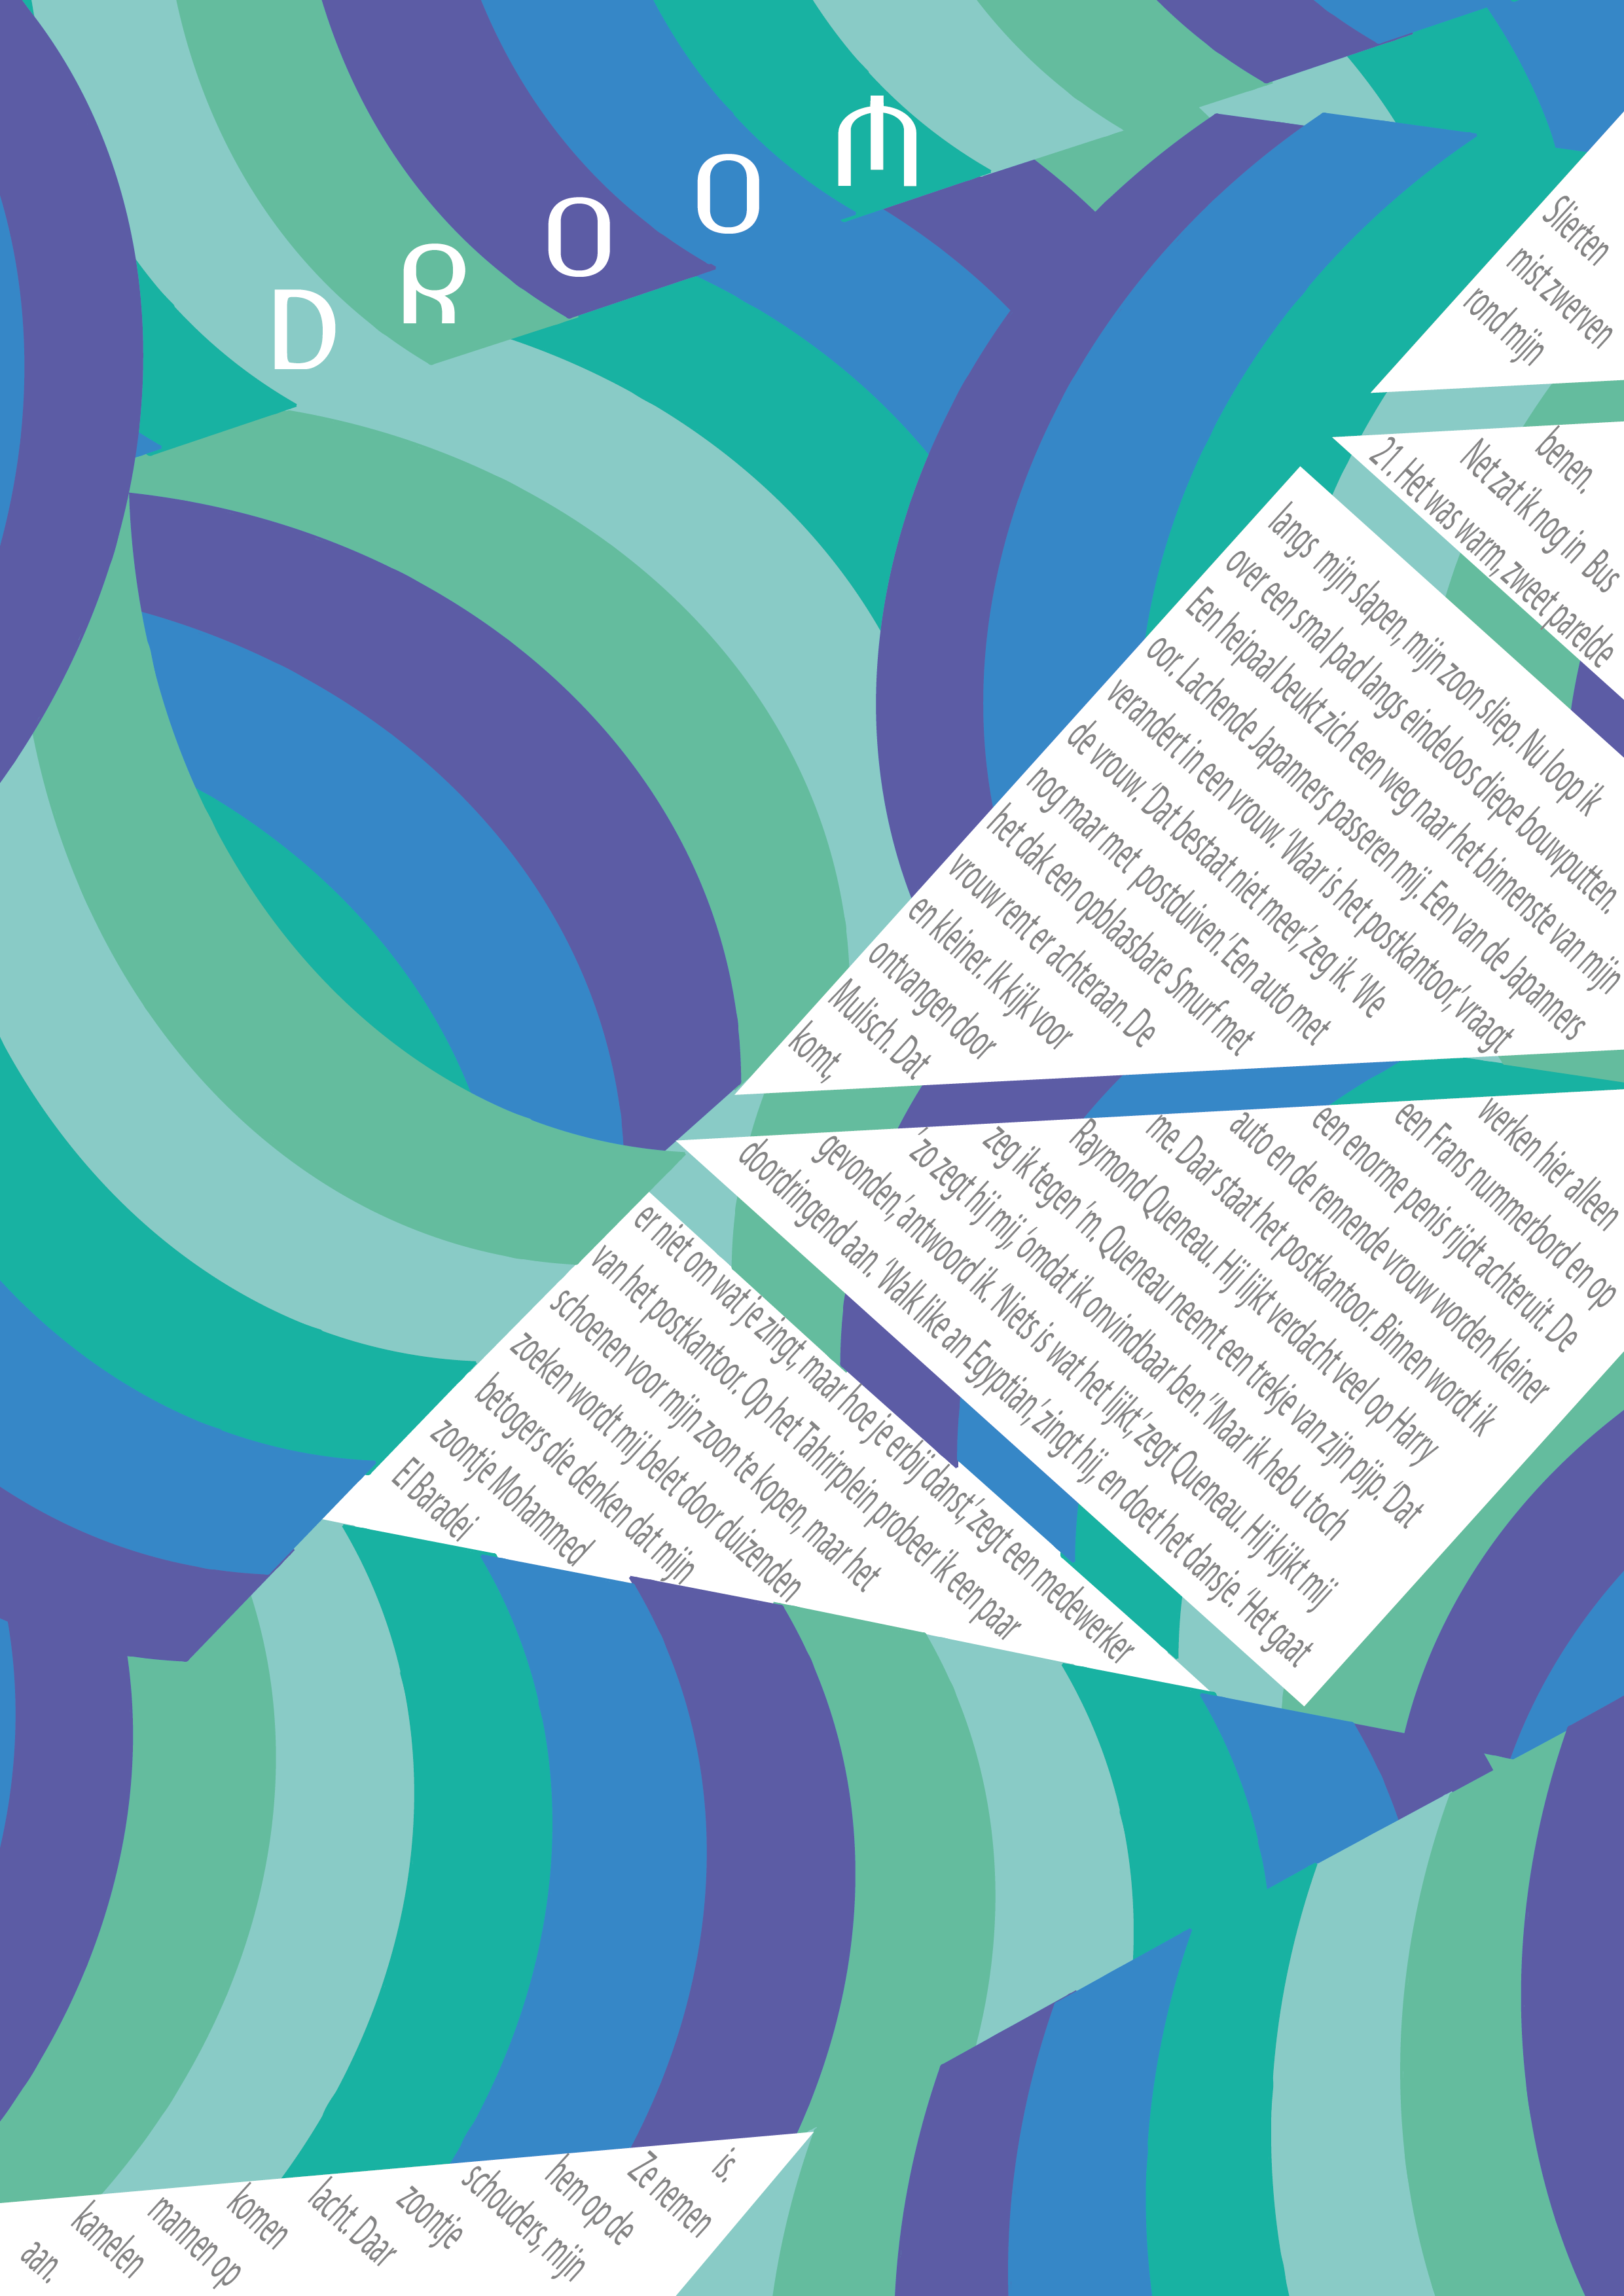 DROOM
Slierten
mist zwerven
rond mijn
benen.
Net zat ik nog in Bus
21. Het was warm, zweet parelde
langs mijn slapen, mijn zoon sliep. Nu loop ik
over een smal pad langs eindeloos diepe bouwputten.
Een heipaal beukt zich een weg naar het binnenste van mijn
oor. Lachende Japanners passeren mij. Een van de Japanners
verandert in een vrouw. ‘Waar is het postkantoor,’ vraagt
de vrouw. ‘Dat bestaat niet meer,’ zeg ik. ‘We
werken hier alleen
nog maar met postduiven.’ Een auto met
een Frans nummerbord en op
het dak een opblaasbare Smurf met
een enorme penis rijdt achteruit. De
vrouw rent er achteraan. De
auto en de rennende vrouw worden kleiner
en kleiner. Ik kijk voor
me. Daar staat het postkantoor. Binnen wordt ik
ontvangen door
Raymond Queneau. Hij lijkt verdacht veel op Harry
Mulisch. Dat
zeg ik tegen ’m. Queneau neemt een trekje van zijn pijp. ‘Dat
komt,
’ zo zegt hij mij, ‘omdat ik onvindbaar ben. ‘’Maar ik heb u toch
gevonden,’ antwoord ik. ‘Niets is wat het lijkt,’ zegt Queneau. Hij kijkt mij
doordringend aan. ‘Walk like an Egyptian,’ zingt hij, en doet het dansje. ‘Het gaat
er niet om wat je zingt, maar hoe je erbij danst,’ zegt een medewerker
van het postkantoor. Op het Tahrirplein probeer ik een paar
schoenen voor mijn zoon te kopen, maar het
zoeken wordt mij belet door duizenden
betogers die denken dat mijn
zoontje Mohammed
El Baradei
is.
Ze nemen
hem op de
schouders, mijn
zoontje
lacht. Daar
komen
mannen op
kamelen
aan.